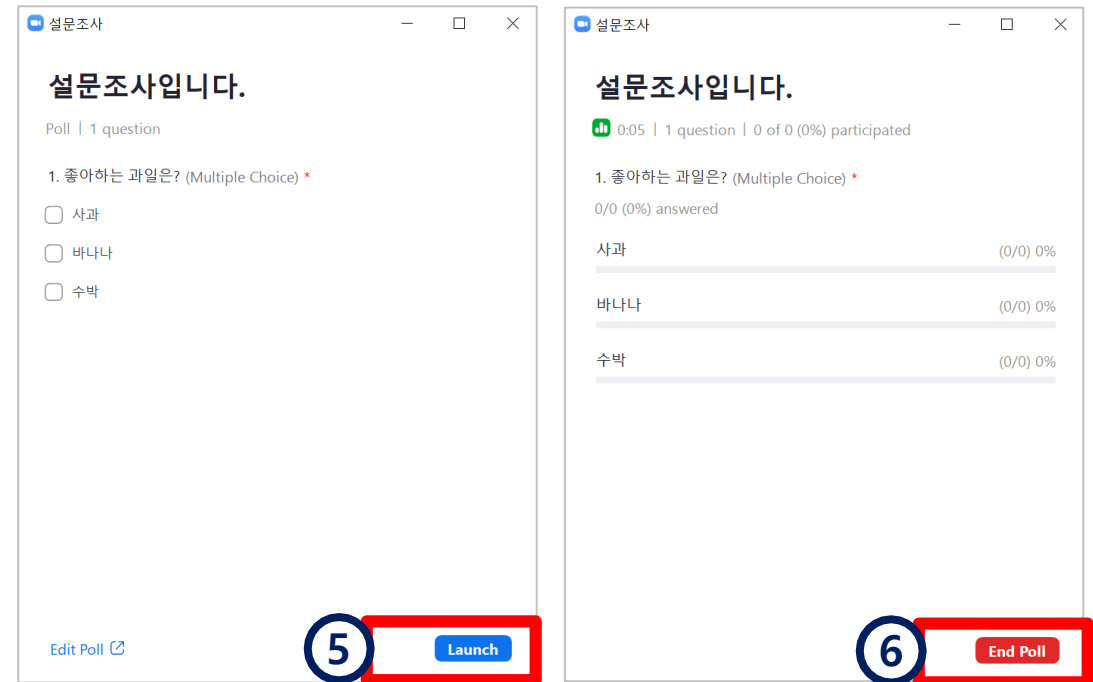 설문조사
설문조사입니다.
Poll | 1 question
1. 좋아하는 과일은? (Multiple Choice) *
사과
바나나
수박
Edit Poll
5
Launch
설문조사
설문조사입니다.
0:05 | 1 question | 0 of 0 (0%) participated
1. 좋아하는 과일은? (Multiple Choice) *
0/0 (0%) answered
사과 (0/0) 0%
바나나 (0/0) 0%
수박 (0/0) 0%
6
End Poll